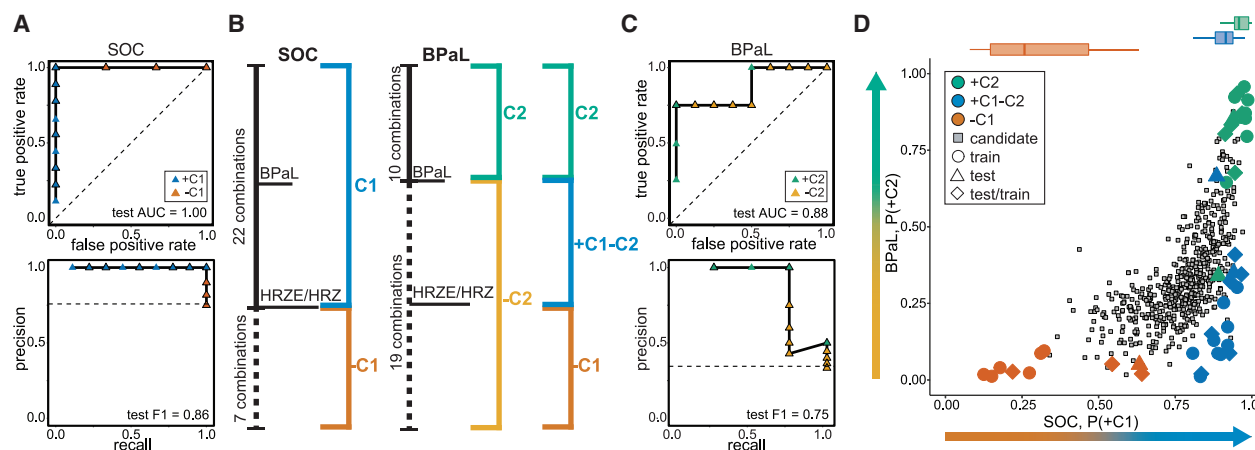 A
SOC
true positive rate
1.0
0.5
0.0
+C1
-C1
test AUC = 1.00
0.0
0.5
1.0
false positive rate
precision
1.0
0.5
0.0
test F1 = 0.86
0.0
0.5
1.0
recall
B
SOC
BPaL
22 combinations
7 combinations
BPaL
HRZE/HRZ
C1
-C1
10 combinations
19 combinations
BPaL
HRZE/HRZ
C2
-C2
C2
+C1-C2
-C1
C
BPaL
true positive rate
1.0
0.5
0.0
+C2
-C2
test AUC = 0.88
0.0
0.5
1.0
false positive rate
precision
1.0
0.5
0.0
test F1 = 0.75
0.0
0.5
1.0
recall
D
BPaL, P(+C2)
1.00
0.75
0.50
0.25
0.00
+C2
+C1-C2
-C1
candidate
train
test
test/train
0.00
0.25
0.50
0.75
1.0
SOC, P(+C1)